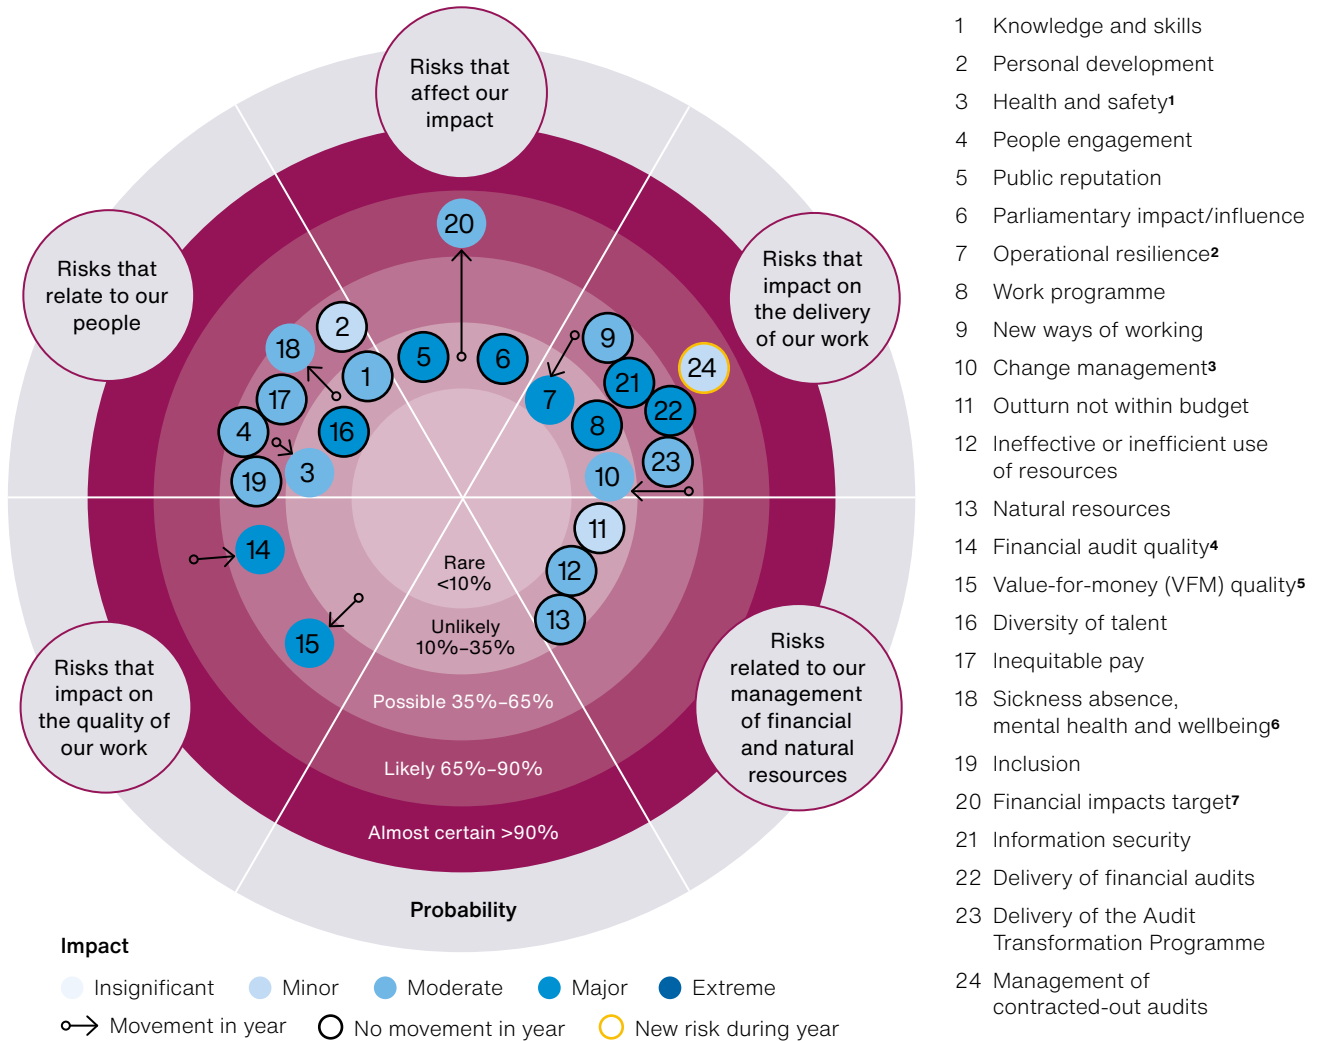 Risks that
affect our
impact
Risks that
relate to our
people
Risks that
impact on
the delivery
of our work
20
2
18
1
17
4
16
3
19
5
6
9
7
21
24
8
22
23
10
11
12
13
14
15
Rare
<10%
Unlikely
10%–35%
Possible 35%–65%
Likely 65%–90%
Almost certain >90%
Probability
Risks that
impact on
the quality of
our work
Risks
related to our
management
of financial
and natural
resources
Impact
Insignificant Minor Moderate Major Extreme
Movement in year No movement in year New risk during year
1 Knowledge and skills
2 Personal development
3 Health and safety¹
4 People engagement
5 Public reputation
6 Parliamentary impact/influence
7 Operational resilience²
8 Work programme
9 New ways of working
10 Change management³
11 Outturn not within budget
12 Ineffective or inefficient use
of resources
13 Natural resources
14 Financial audit quality⁴
15 Value-for-money (VFM) quality⁵
16 Diversity of talent
17 Inequitable pay
18 Sickness absence,
mental health and wellbeing⁶
19 Inclusion
20 Financial impacts target⁷
21 Information security
22 Delivery of financial audits
23 Delivery of the Audit
Transformation Programme
24 Management of
contracted-out audits